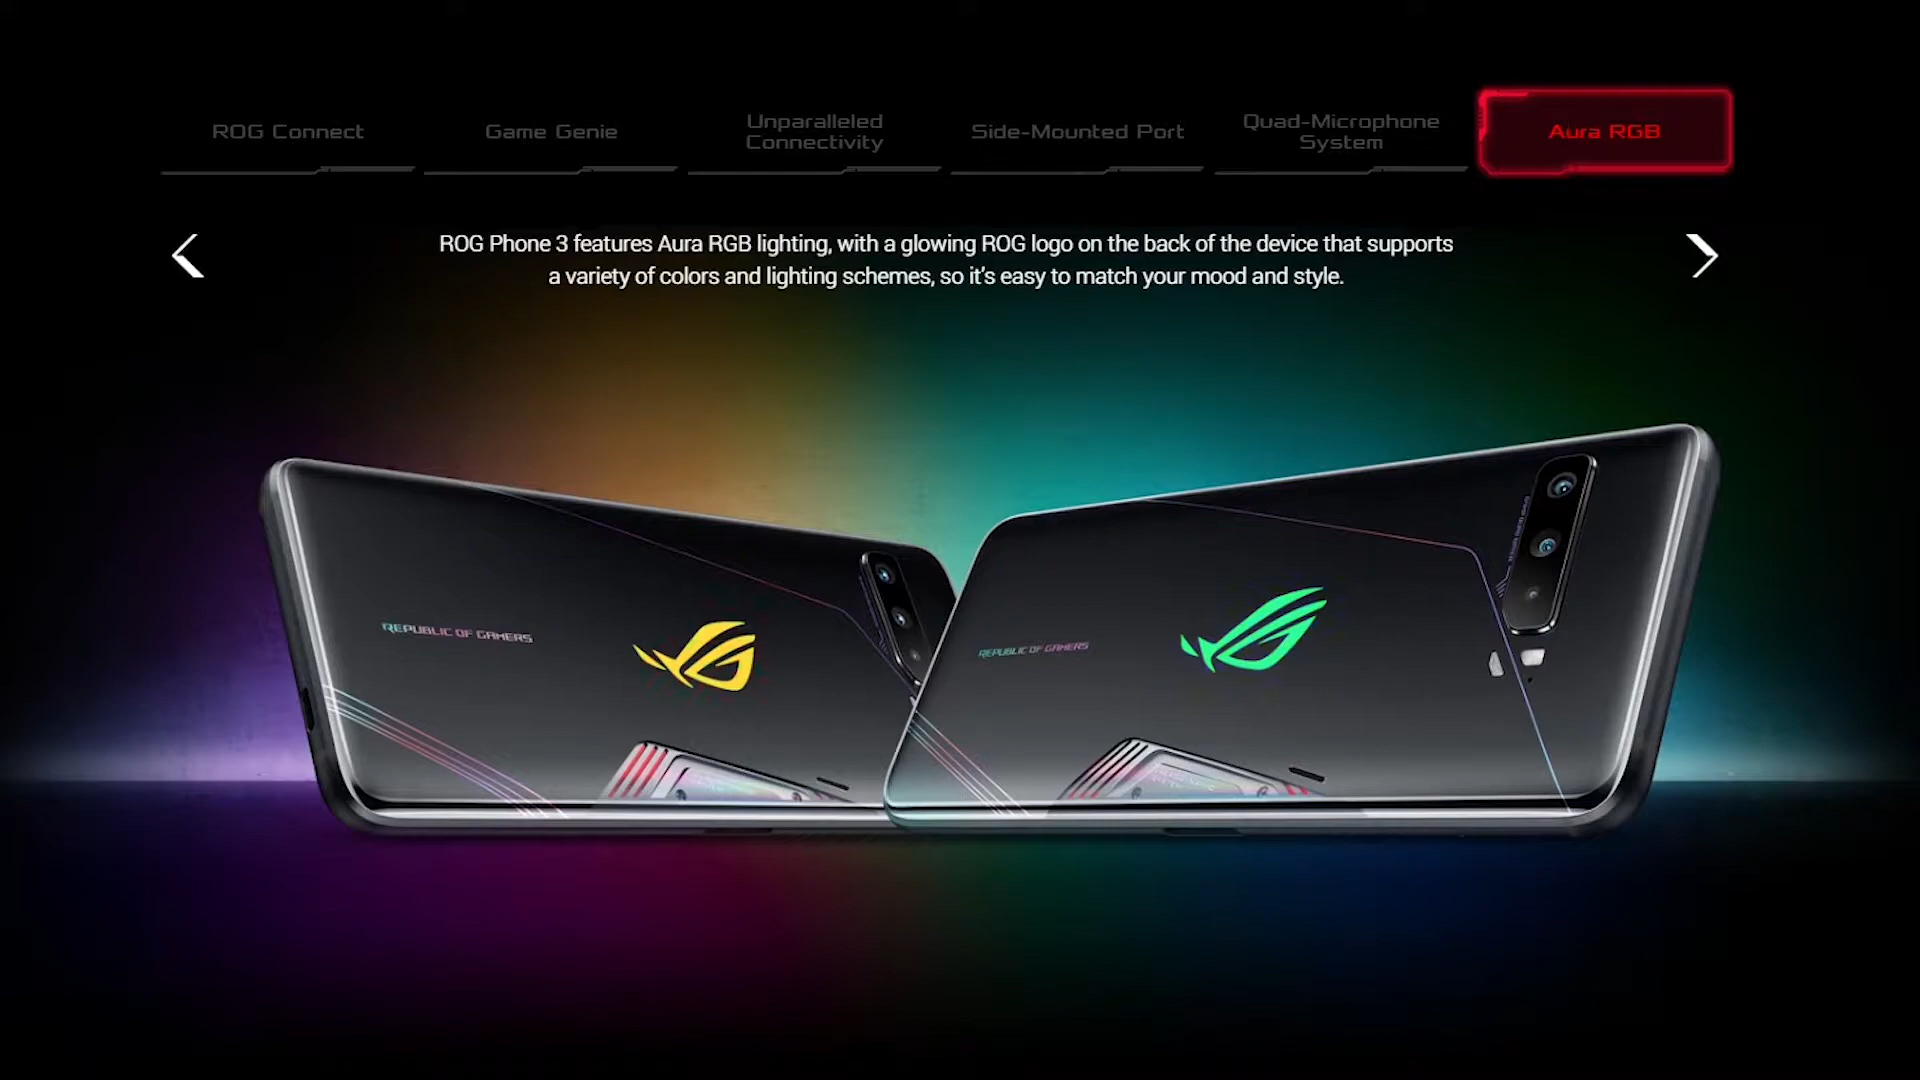 ROG Connect
Game Genie
Unparalleled
Connectivity
Side-Mounted Port
Quad-Microphone
System
Aura RGB
ROG Phone 3 features Aura RGB lighting, with a glowing ROG logo on the back of the device that supports
a variety of colors and lighting schemes, so it's easy to match your mood and style.
REPUBLIC OF GAMERS
REPUBLIC OF GAMERS